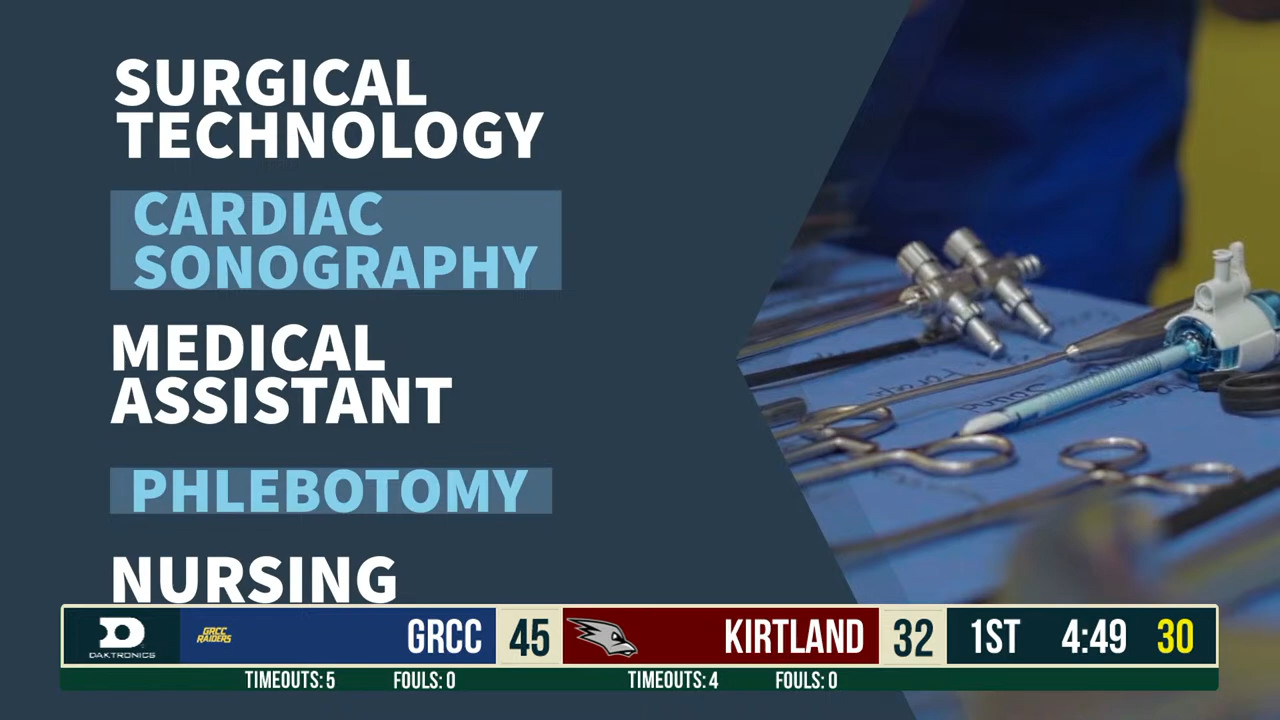 SURGICAL
TECHNOLOGY
CARDIAC
SONOGRAPHY
MEDICAL
ASSISTANT
PHLEBOTOMY
NURSING
DAKTRONICS
GRCC
RAIDERS
GRCC 45 KIRTLAND 32 1ST 4:49 30
TIMEOUTS: 5 FOULS: 0 TIMEOUTS: 4 FOULS: 0